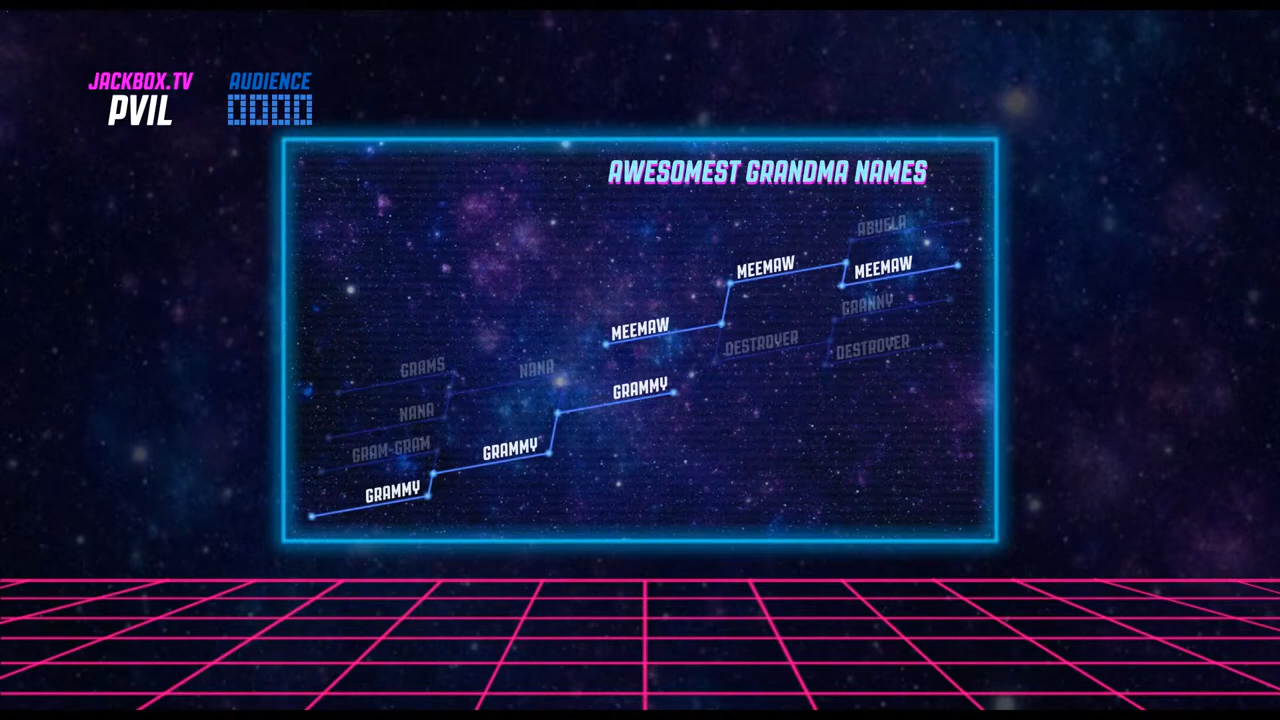 JACKBOX.TV
PVIL
AUDIENCE
0000
AWESOMEST GRANDMA NAMES
ABUELA
MEEMAW
MEEMAW
GRANNY
MEEMAW
DESTROYER
DESTROYER
GRAMS
NANA
GRAMMY
NANA
GRAM-GRAM
GRAMMY
GRAMMY